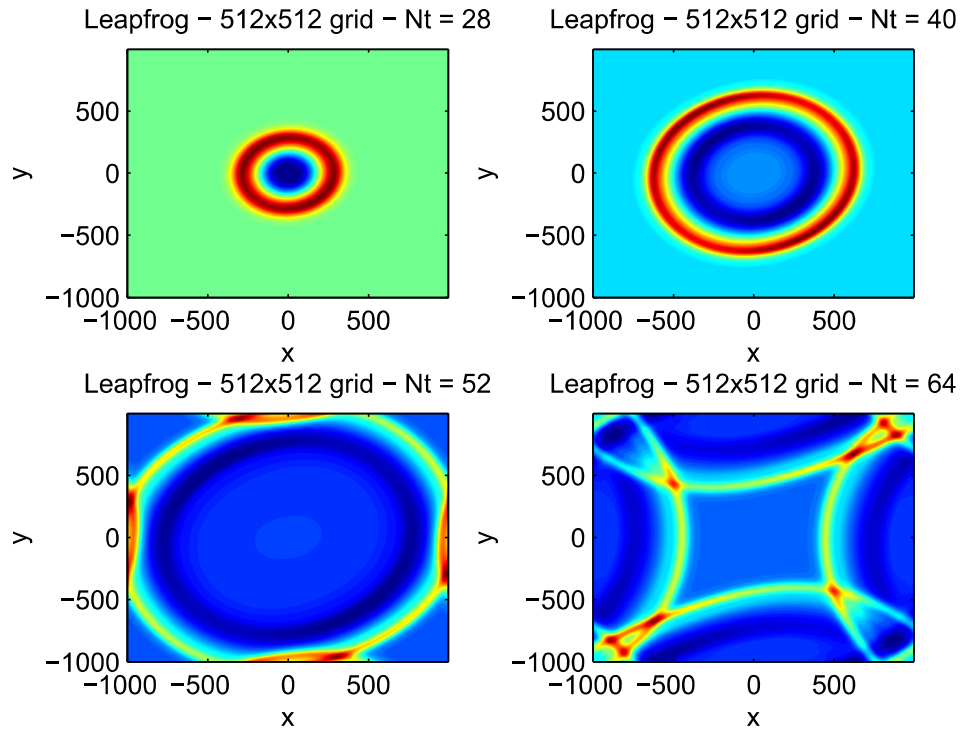 Leapfrog − 512x512 grid − Nt = 28
500
0
−500
−1000
y
−1000 −500 0 500
x
Leapfrog − 512x512 grid − Nt = 40
500
0
−500
−1000
y
−1000 −500 0 500
x
Leapfrog − 512x512 grid − Nt = 52
500
0
−500
−1000
y
−1000 −500 0 500
x
Leapfrog − 512x512 grid − Nt = 64
500
0
−500
−1000
y
−1000 −500 0 500
x